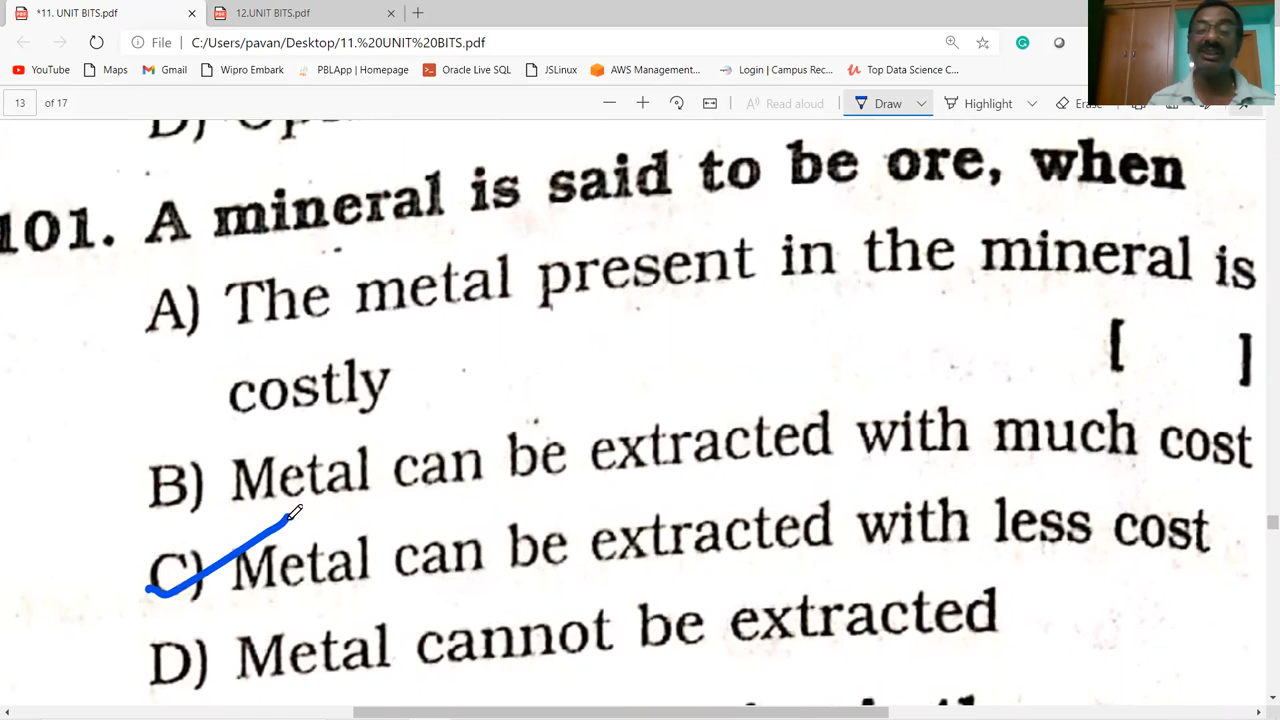 *11. UNIT BITS.pdf
12.UNIT BITS.pdf
File C:/Users/pavan/Desktop/11.%20UNIT%20BITS.pdf
YouTube Maps Gmail Wipro Embark PBLApp | Homepage Oracle Live SQL JSLinux AWS Management... Login | Campus Rec... Top Data Science C...
13 of 17 Read aloud Draw Highlight Erase
101. A mineral is said to be ore, when
A) The metal present in the mineral is
costly [ ]
B) Metal can be extracted with much cost
C) Metal can be extracted with less cost
D) Metal cannot be extracted